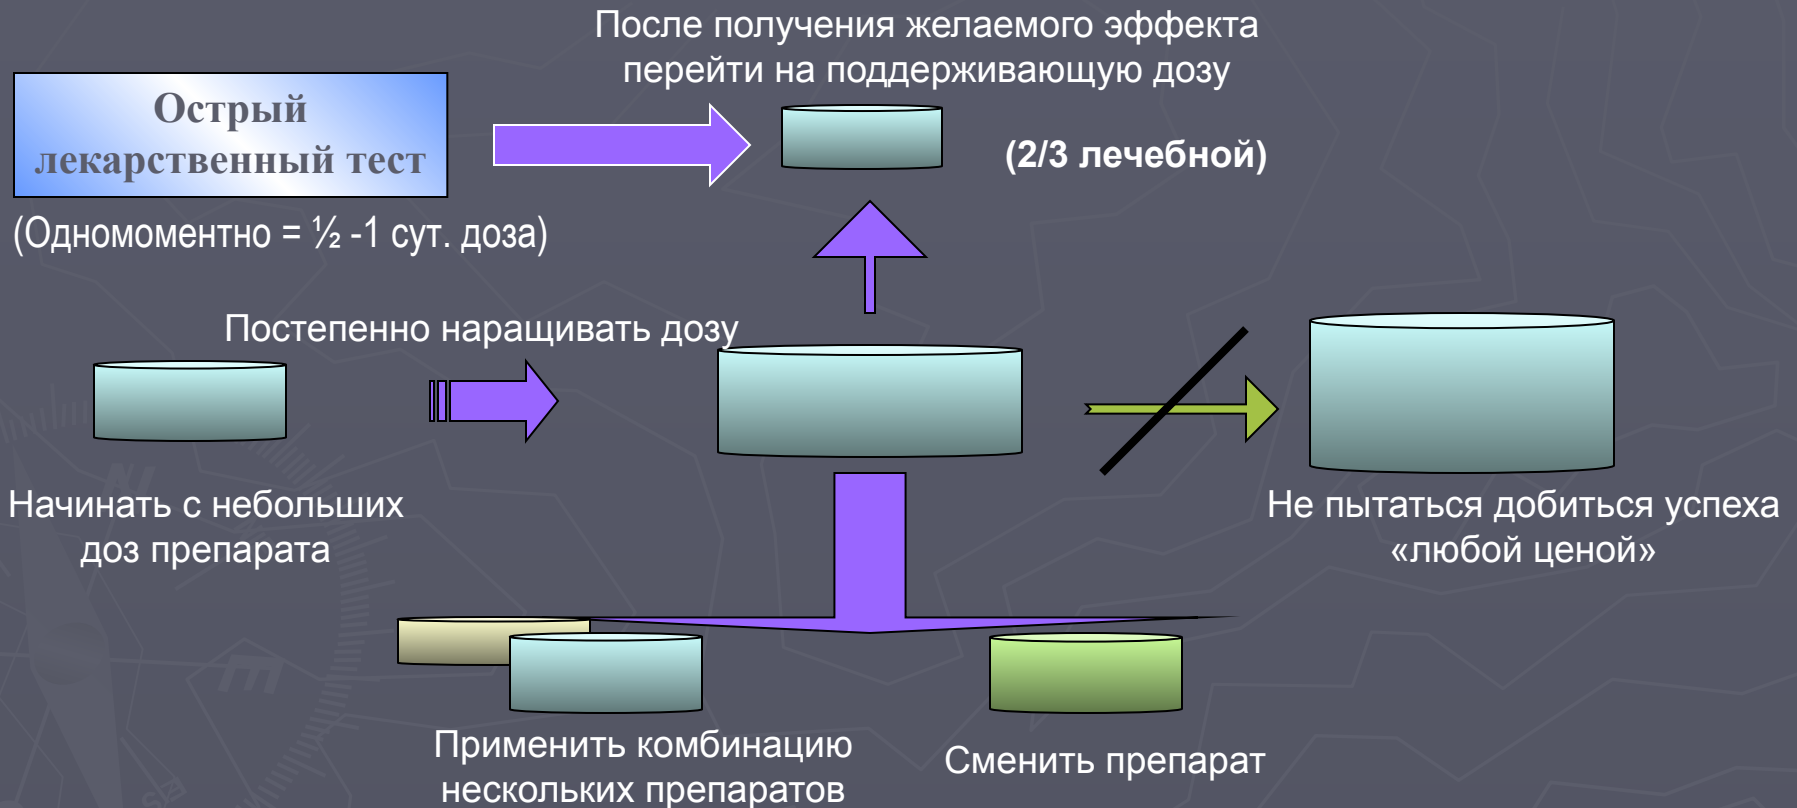 После получения желаемого эффекта
перейти на поддерживающую дозу
Острый
лекарственный тест
(2/3 лечебной)
(Одномоментно = ½ -1 сут. доза)
Постепенно наращивать дозу
Начинать с небольших
доз препарата
Не пытаться добиться успеха
«любой ценой»
Применить комбинацию
нескольких препаратов
Сменить препарат
N
E